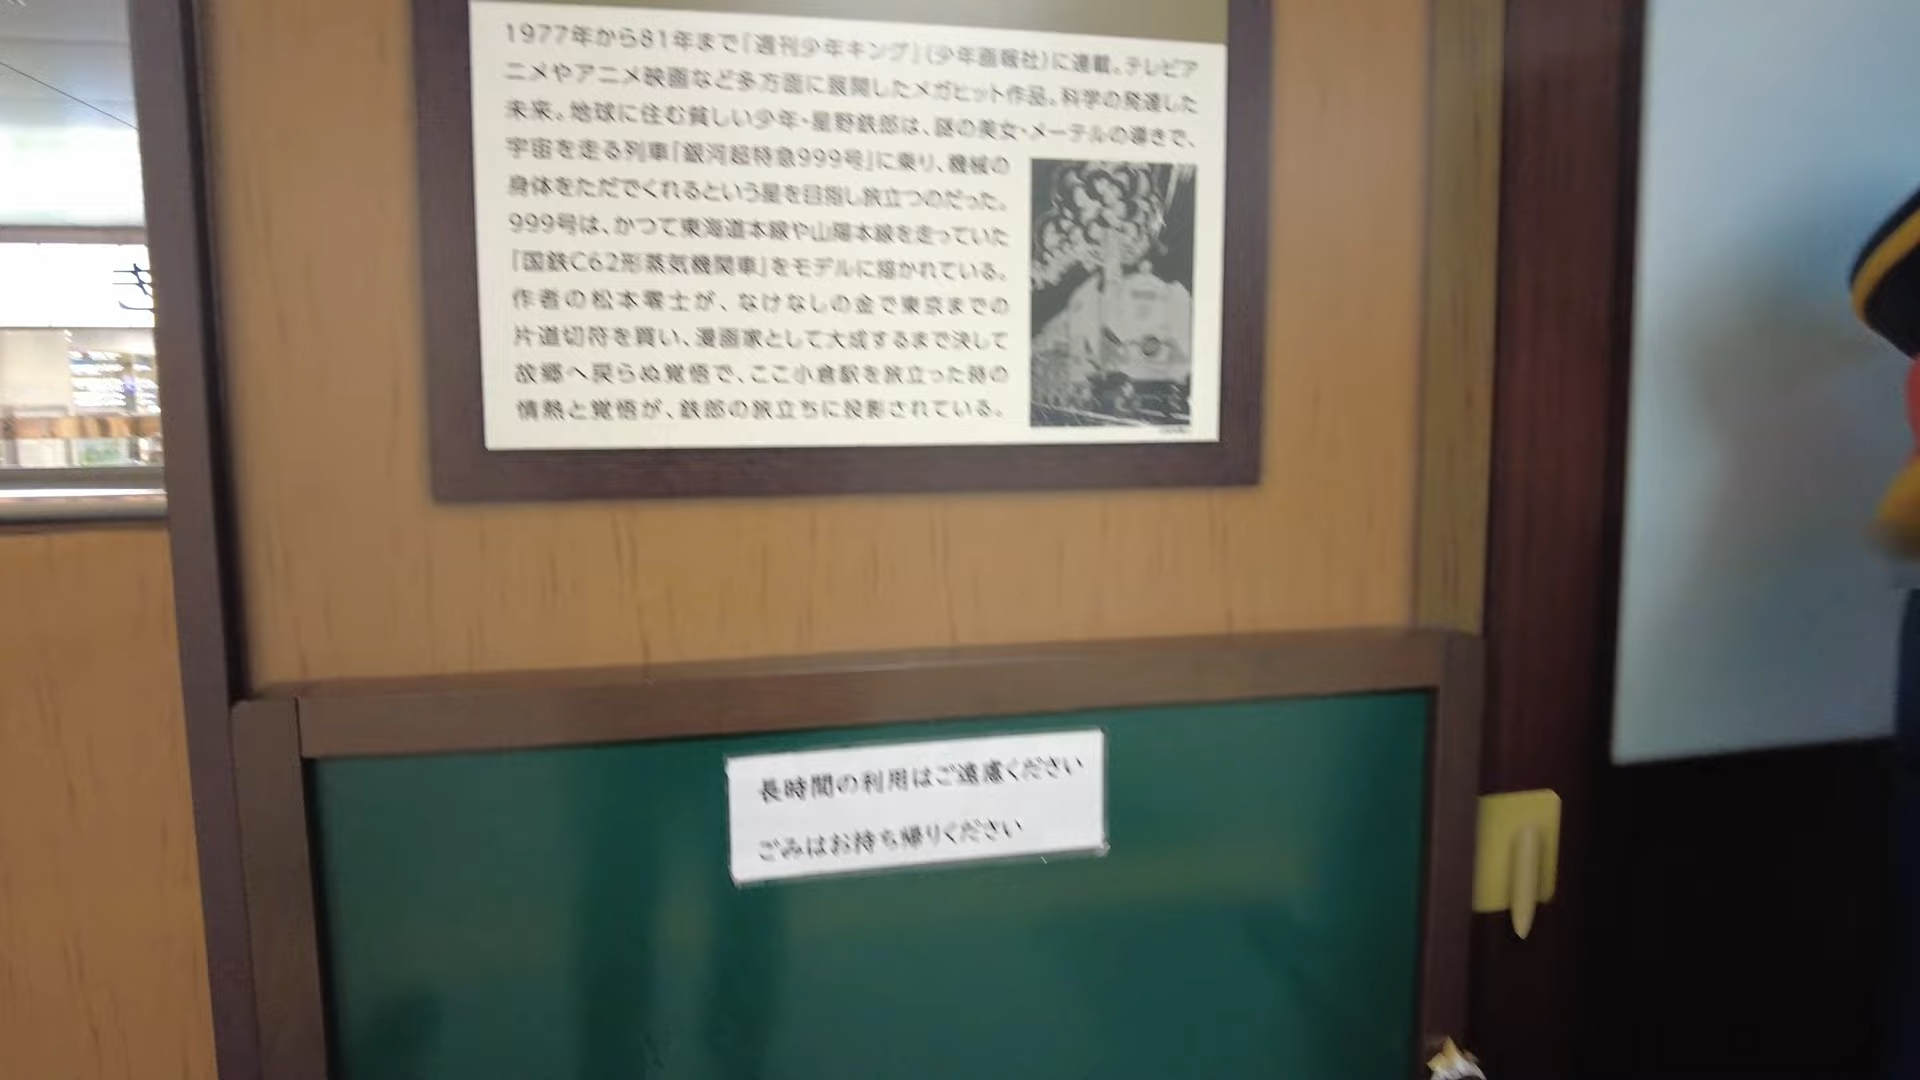 1977年から81年まで「週刊少年キング」(少年画報社)に連載。テレビア
ニメやアニメ映画など多方面に展開したメガヒット作品。科学の発達した
未来。地球に住む貧しい少年・星野鉄郎は、謎の美女・メーテルの導きで、
宇宙を走る列車「銀河超特急999号」に乗り、機械の
身体をただでくれるという星を目指し旅立つのだった。
999号は、かつて東海道本線や山陽本線を走っていた
「国鉄C62形蒸気機関車」をモデルに描かれている。
作者の松本零士が、なけなしの金で東京までの
片道切符を買い、漫画家として大成するまで決して
故郷へ戻らぬ覚悟で、ここ小倉駅を旅立った時の
情熱と覚悟が、鉄郎の旅立ちに投影されている。
長時間の利用はご遠慮ください
ごみはお持ち帰りください